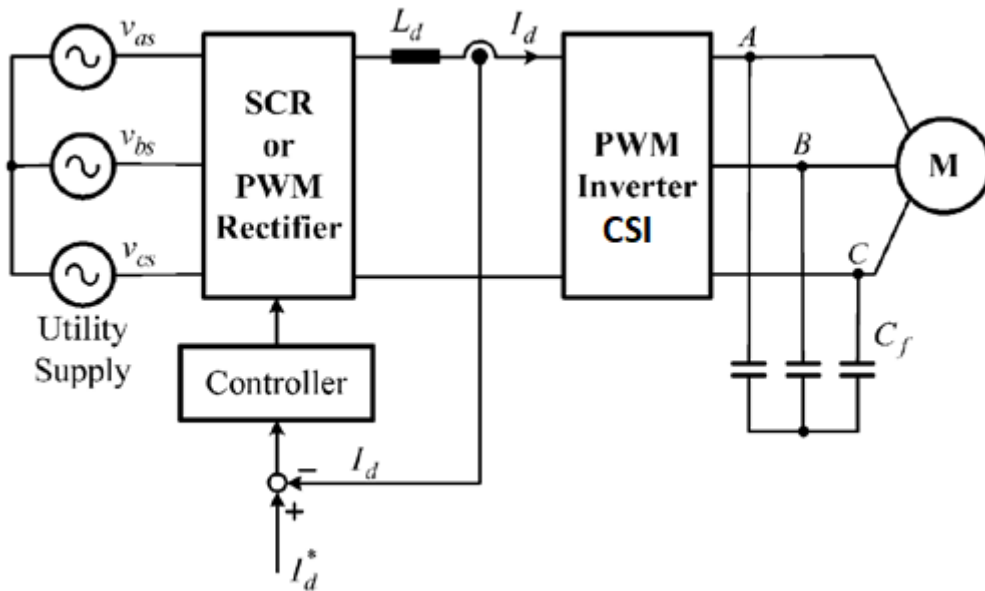 v_as
v_bs
v_cs
Utility
Supply
SCR
or
PWM
Rectifier
Controller
L_d
I_d
PWM
Inverter
CSI
A
B
C
M
C_f
I_d
−
+
I_d^*